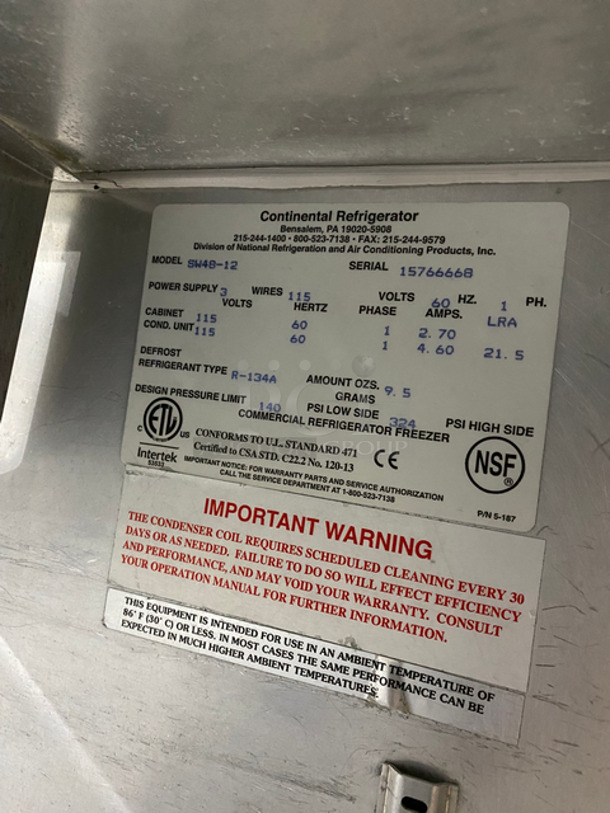 Continental Refrigerator
Bensalem, PA 19020-5908
215-244-1400 • 800-523-7138 • FAX: 215-244-9579
Division of National Refrigeration and Air Conditioning Products, Inc.
MODEL SW48-12 SERIAL 15766668
POWER SUPPLY 3 WIRES 115 VOLTS 60 HZ. 1 PH.
VOLTS HERTZ PHASE AMPS. LRA
CABINET 115 60 1 2.70
COND. UNIT 115 60 1 4.60 21.5
DEFROST
REFRIGERANT TYPE R-134A AMOUNT OZS. 9.5
GRAMS
DESIGN PRESSURE LIMIT 140 PSI LOW SIDE 324 PSI HIGH SIDE
COMMERCIAL REFRIGERATOR FREEZER
ETL
C US
Intertek
53532
CONFORMS TO U.L. STANDARD 471
Certified to CSA STD. C22.2 No. 120-13
CE
NSF
®
IMPORTANT NOTICE: FOR WARRANTY PARTS AND SERVICE AUTHORIZATION
CALL THE SERVICE DEPARTMENT AT 1-800-523-7138
P/N 5-187
IMPORTANT WARNING
THE CONDENSER COIL REQUIRES SCHEDULED CLEANING EVERY 30
DAYS OR AS NEEDED. FAILURE TO DO SO WILL EFFECT EFFICIENCY
AND PERFORMANCE, AND MAY VOID YOUR WARRANTY. CONSULT
YOUR OPERATION MANUAL FOR FURTHER INFORMATION.
THIS EQUIPMENT IS INTENDED FOR USE IN AN AMBIENT TEMPERATURE OF
86° F (30° C) OR LESS. IN MOST CASES THE SAME PERFORMANCE CAN BE
EXPECTED IN MUCH HIGHER AMBIENT TEMPERATURES.